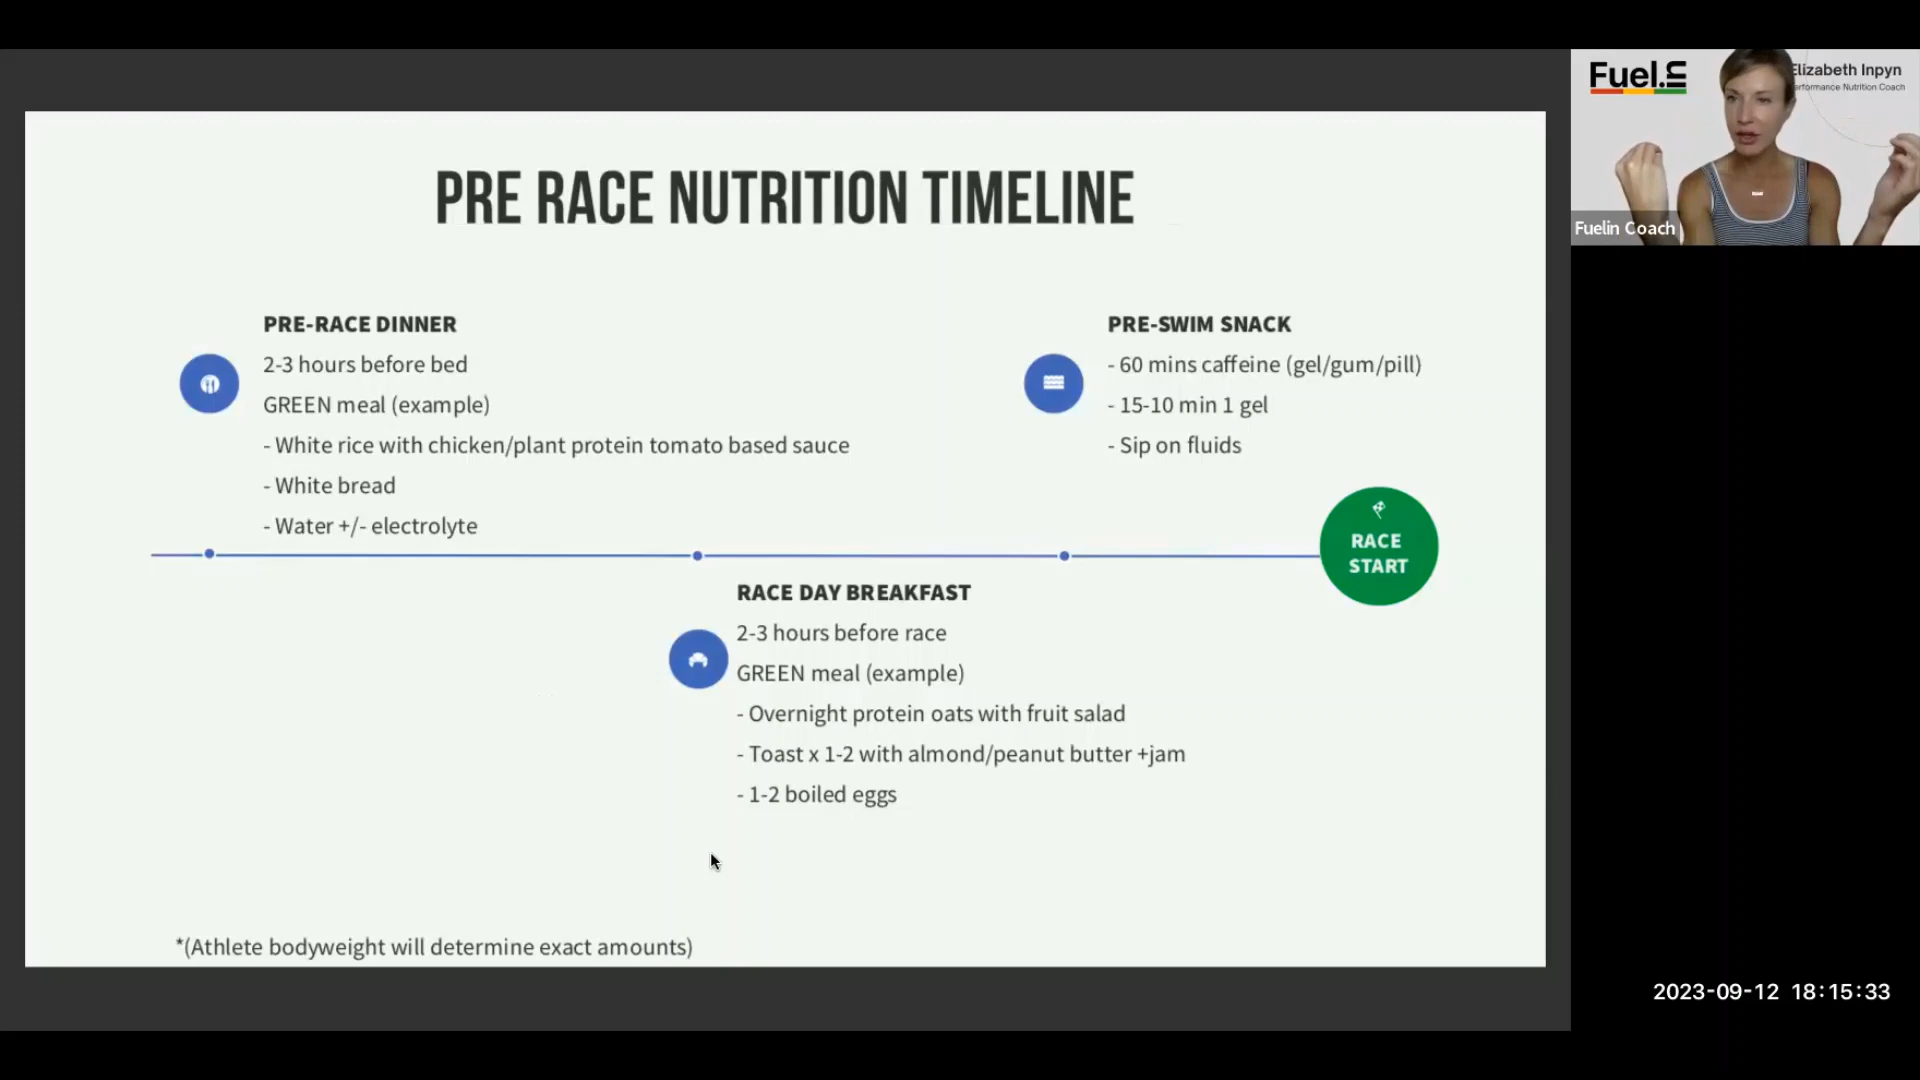 PRE RACE NUTRITION TIMELINE
PRE-RACE DINNER
2-3 hours before bed
GREEN meal (example)
- White rice with chicken/plant protein tomato based sauce
- White bread
- Water +/- electrolyte
PRE-SWIM SNACK
- 60 mins caffeine (gel/gum/pill)
- 15-10 min 1 gel
- Sip on fluids
RACE
START
RACE DAY BREAKFAST
2-3 hours before race
GREEN meal (example)
- Overnight protein oats with fruit salad
- Toast x 1-2 with almond/peanut butter +jam
- 1-2 boiled eggs
*(Athlete bodyweight will determine exact amounts)
Fuel.in
Elizabeth Inpyn
erformance Nutrition Coach
Fuelin Coach
2023-09-12 18:15:33